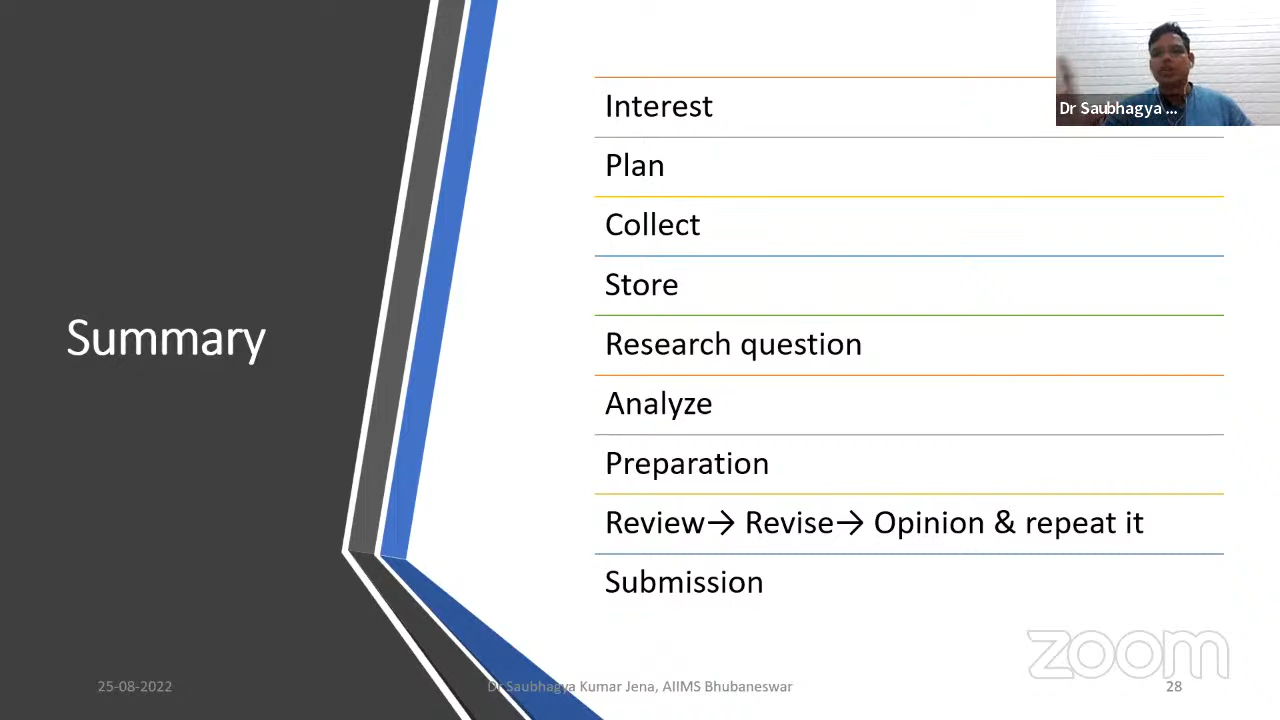 Dr Saubhagya ...
Interest
Plan
Collect
Store
Research question
Analyze
Preparation
Review→ Revise→ Opinion & repeat it
Submission
Summary
zoom
25-08-2022
Dr Saubhagya Kumar Jena, AIIMS Bhubaneswar
28